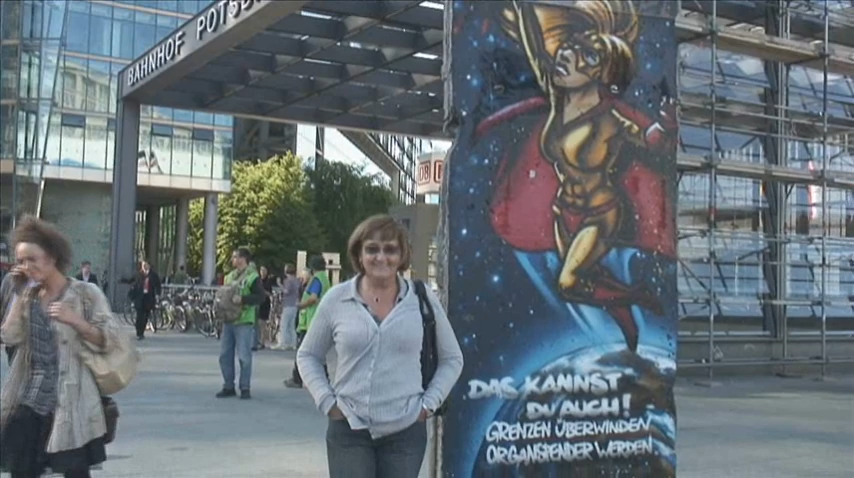 BAHNHOF POTSD
DB
DAS KANNST
DU AUCH!
GRENZEN ÜBERWINDEN
ORGANSPENDER WERDEN.